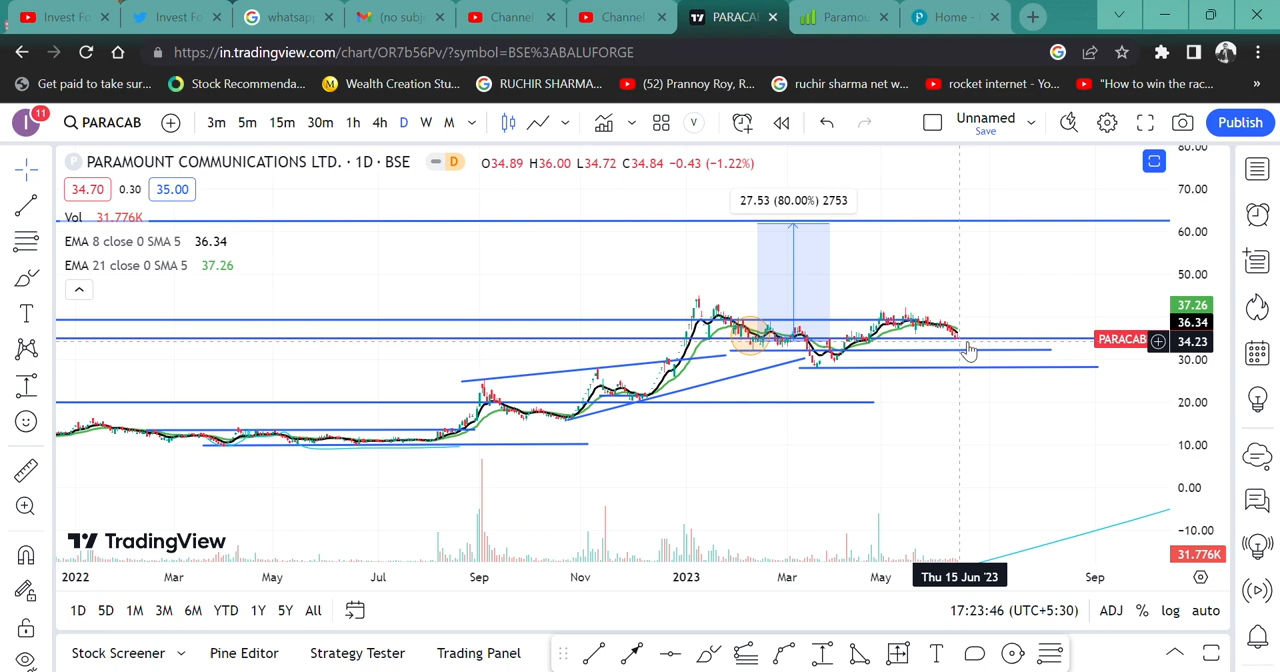 Invest Fo
Invest Fo
whatsap
(no subj
Channel
Channel
PARACA
Paramou
Home -
https://in.tradingview.com/chart/OR7b56Pv/?symbol=BSE%3ABALUFORGE
Get paid to take sur...
Stock Recommenda...
Wealth Creation Stu...
RUCHIR SHARMA...
(52) Prannoy Roy, R...
ruchir sharma net w...
rocket internet - Yo...
"How to win the rac...
»
I 11
PARACAB
3m 5m 15m 30m 1h 4h D W M
V
Unnamed
Save
Publish
P PARAMOUNT COMMUNICATIONS LTD. · 1D · BSE
D
O34.89 H36.00 L34.72 C34.84 −0.43 (−1.22%)
34.70 0.30 35.00
Vol 31.776K
EMA 8 close 0 SMA 5 36.34
EMA 21 close 0 SMA 5 37.26
27.53 (80.00%) 2753
80.00
70.00
60.00
50.00
37.26
36.34
PARACAB
34.23
30.00
20.00
10.00
0.00
−10.00
31.776K
TradingView
2022 Mar May Jul Sep Nov 2023 Mar May Thu 15 Jun '23 Sep
1D 5D 1M 3M 6M YTD 1Y 5Y All
17:23:46 (UTC+5:30) ADJ % log auto
Stock Screener Pine Editor Strategy Tester Trading Panel